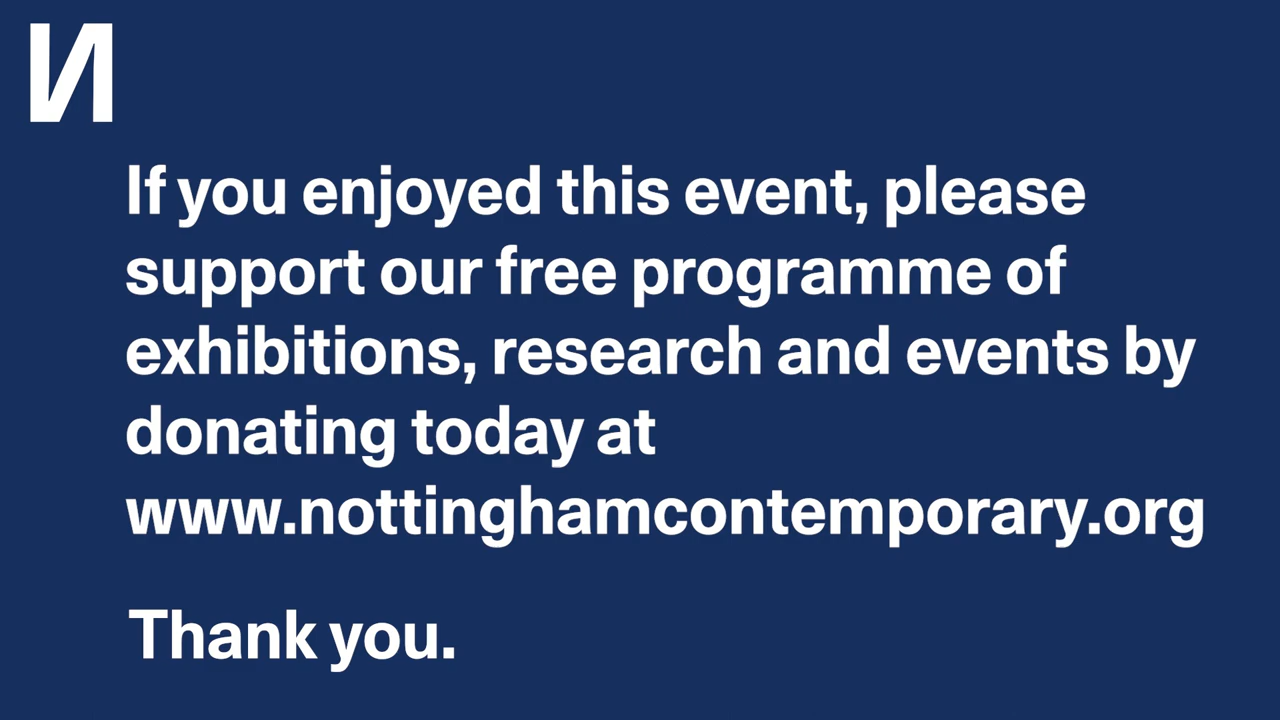 И
If you enjoyed this event, please
support our free programme of
exhibitions, research and events by
donating today at
www.nottinghamcontemporary.org
Thank you.